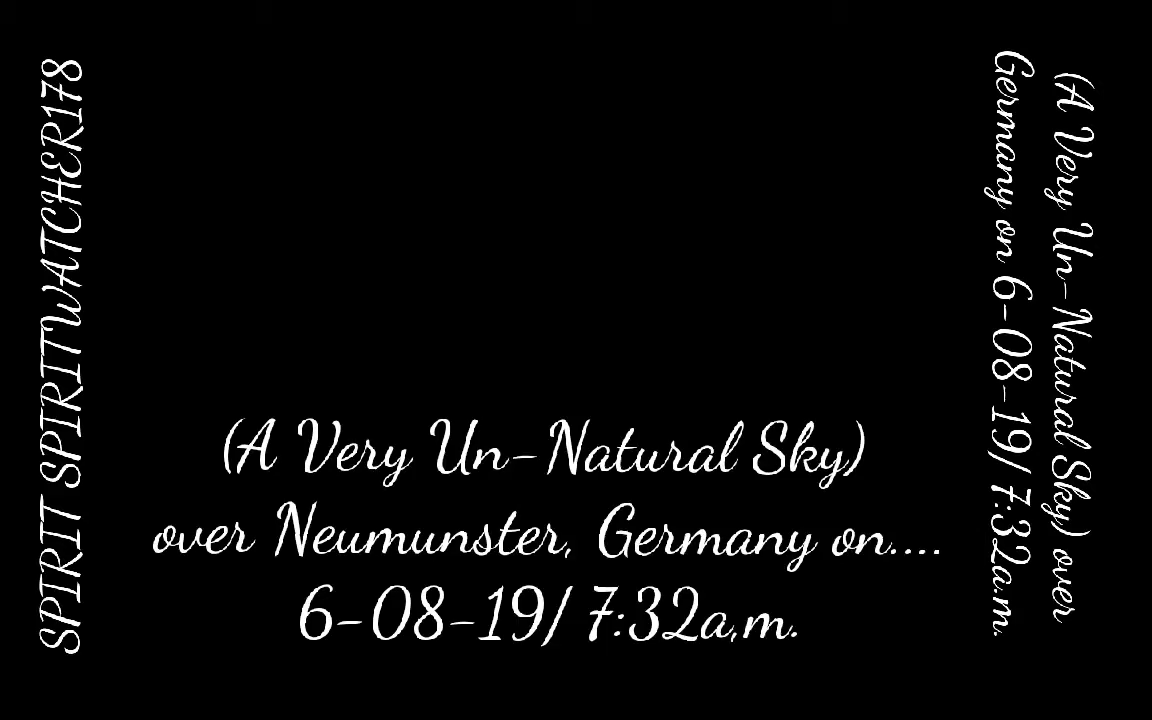 SPIRIT SPIRITWATCHER178
(A Very Un-Natural Sky)
over Neumunster, Germany on....
6-08-19/ 7:32a,m.
(A Very Un-Natural Sky) over
Germany on 6-08-19/ 7:32a.m.